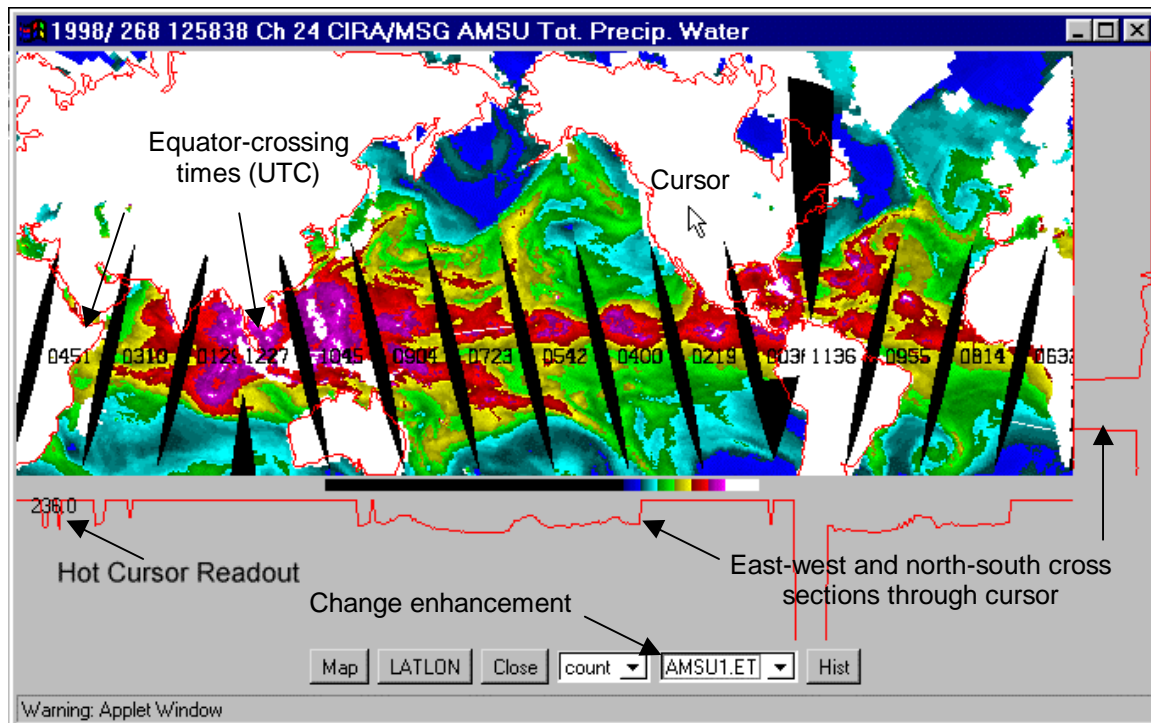 1998/ 268 125838 Ch 24 CIRA/MSG AMSU Tot. Precip. Water
Equator-crossing
times (UTC)
Cursor
0451 0310 0129 1227 1045 0904 0723 0542 0400 0219 0038 1136 0955 0814 0632
236.0
Hot Cursor Readout
East-west and north-south cross
sections through cursor
Change enhancement
Map LATLON Close count AMSU1.ET Hist
Warning: Applet Window